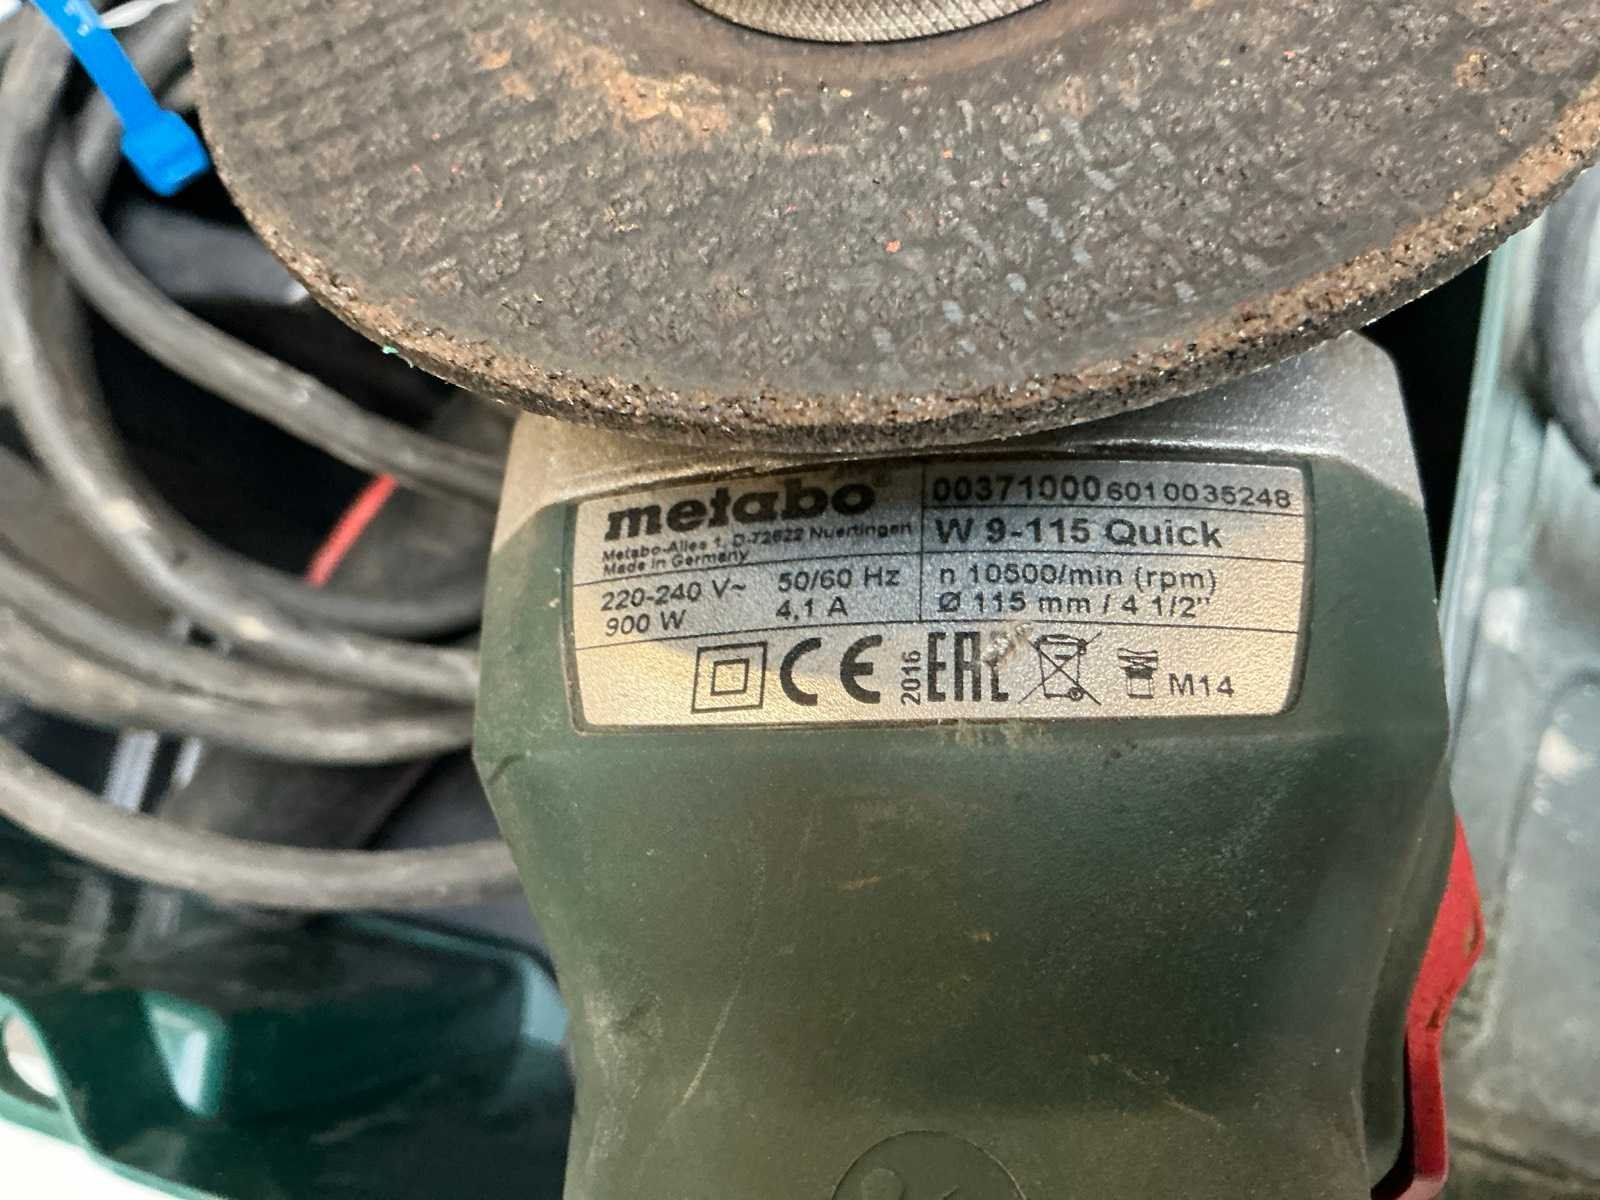 metabo®
Metabo-Allee 1, D-72622 Nuertingen
Made in Germany
220-240 V~ 50/60 Hz
900 W 4,1 A
00371000 6010035248
W 9-115 Quick
n 10500/min (rpm)
Ø 115 mm / 4 1/2"
CE 2016 EAC M14